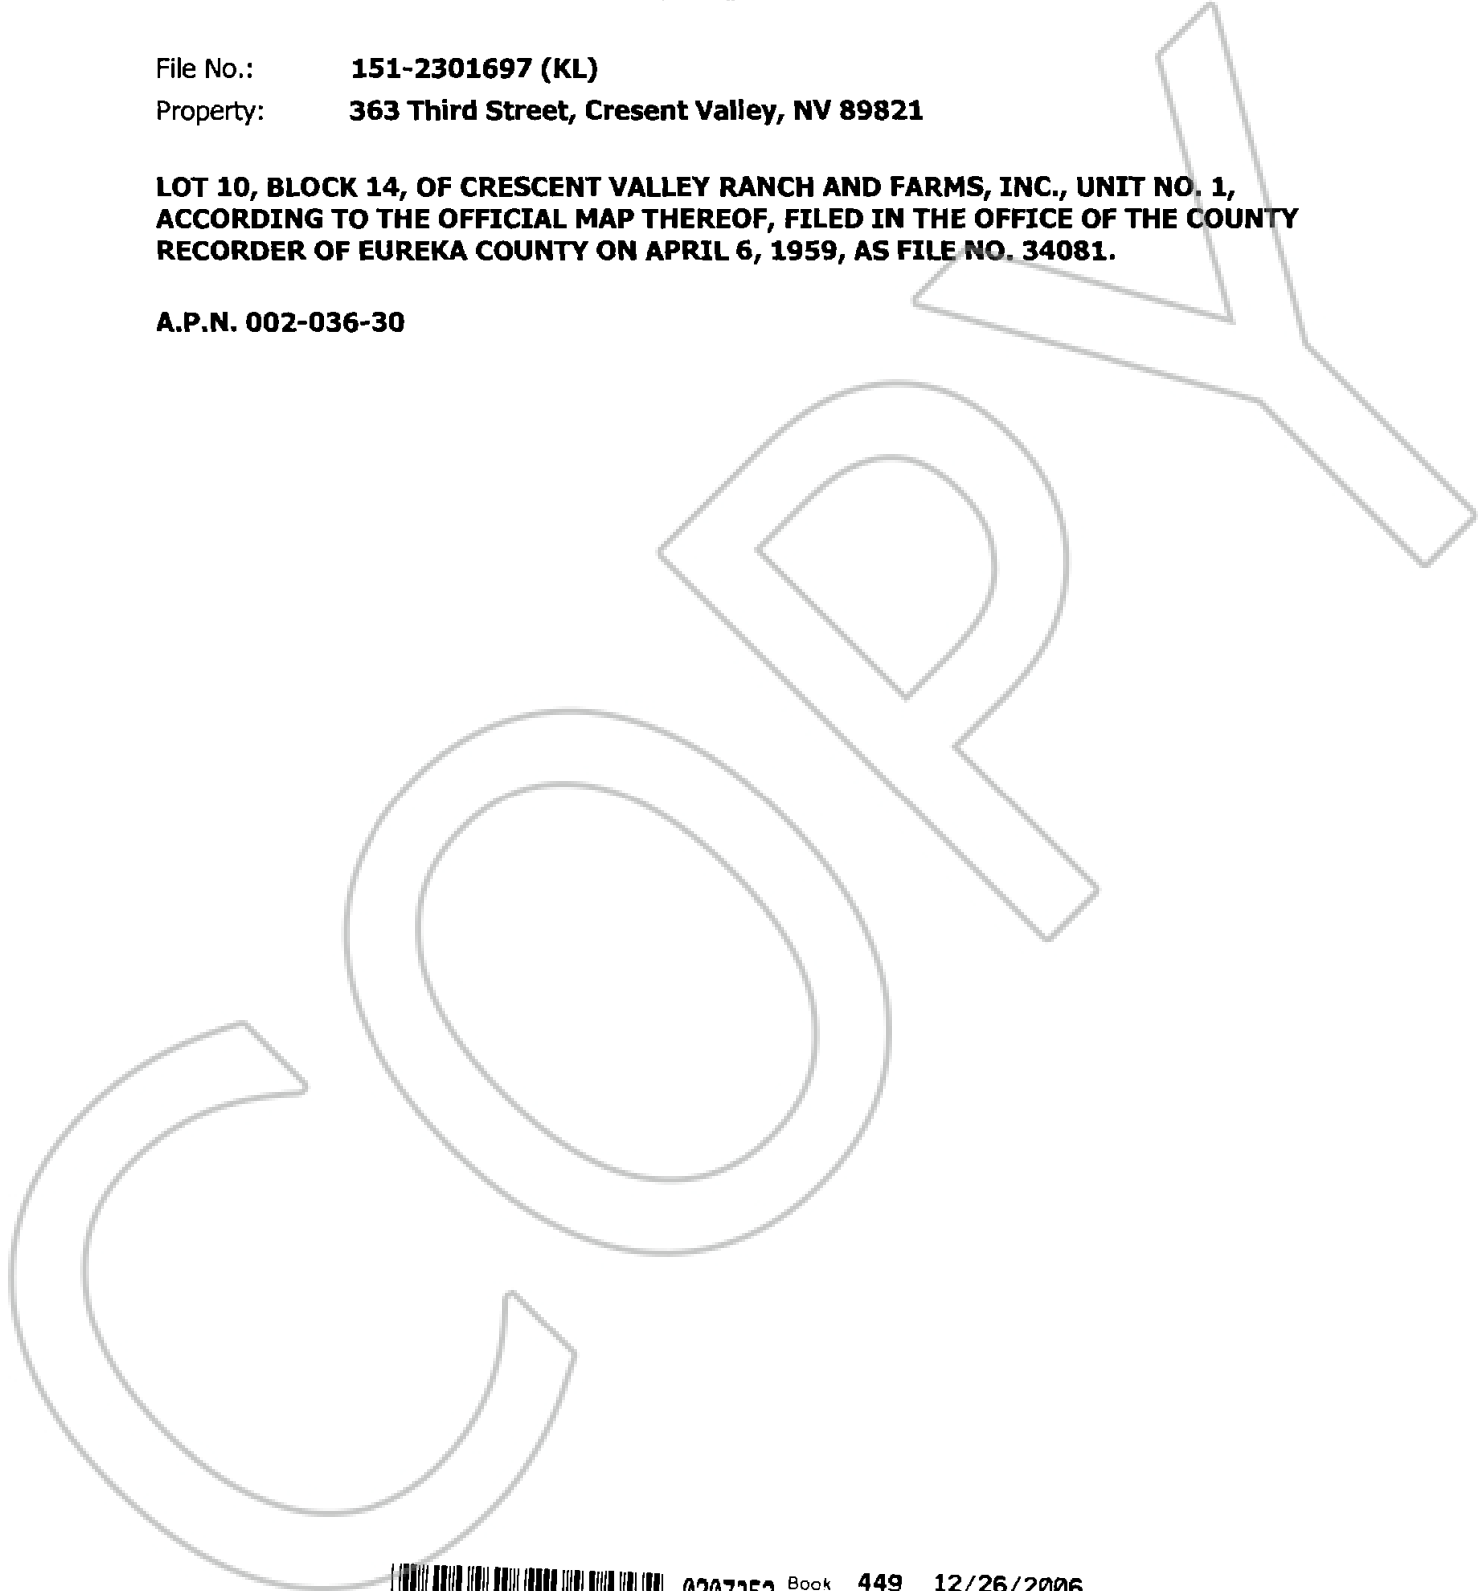 File No.: 151-2301697 (KL)
Property: 363 Third Street, Cresent Valley, NV 89821
LOT 10, BLOCK 14, OF CRESCENT VALLEY RANCH AND FARMS, INC., UNIT NO. 1,
ACCORDING TO THE OFFICIAL MAP THEREOF, FILED IN THE OFFICE OF THE COUNTY
RECORDER OF EUREKA COUNTY ON APRIL 6, 1959, AS FILE NO. 34081.
A.P.N. 002-036-30
COPY
Book 449 12/26/2006